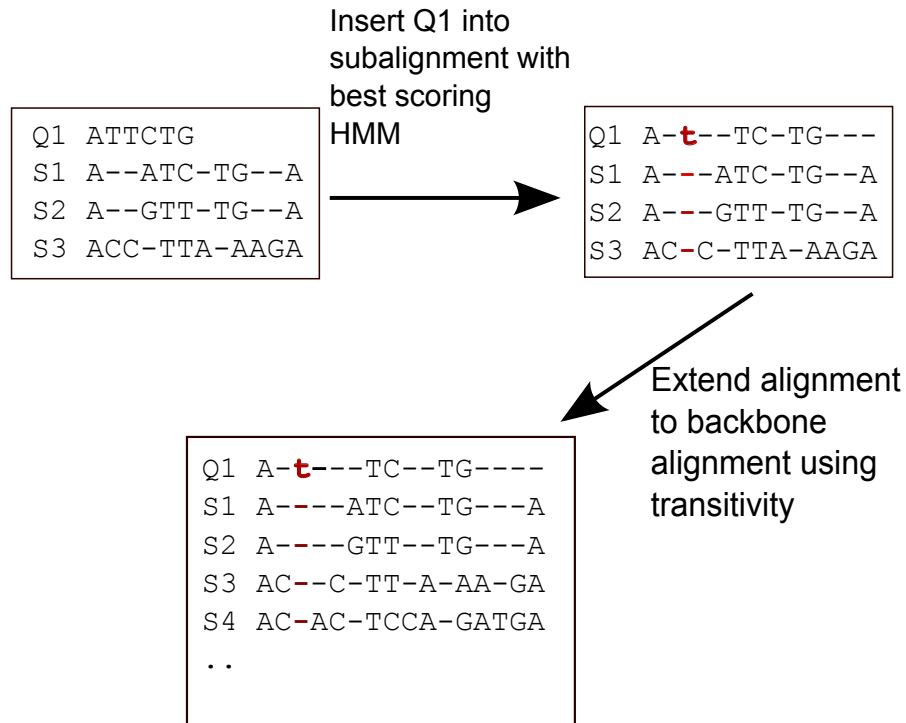 Insert Q1 into
subalignment with
best scoring
HMM
Q1 ATTCTG
S1 A--ATC-TG--A
S2 A--GTT-TG--A
S3 ACC-TTA-AAGA
Q1 A-t--TC-TG---
S1 A---ATC-TG--A
S2 A---GTT-TG--A
S3 AC-C-TTA-AAGA
Extend alignment
to backbone
alignment using
transitivity
Q1 A-t---TC--TG----
S1 A----ATC--TG---A
S2 A----GTT--TG---A
S3 AC--C-TT-A-AA-GA
S4 AC-AC-TCCA-GATGA
..